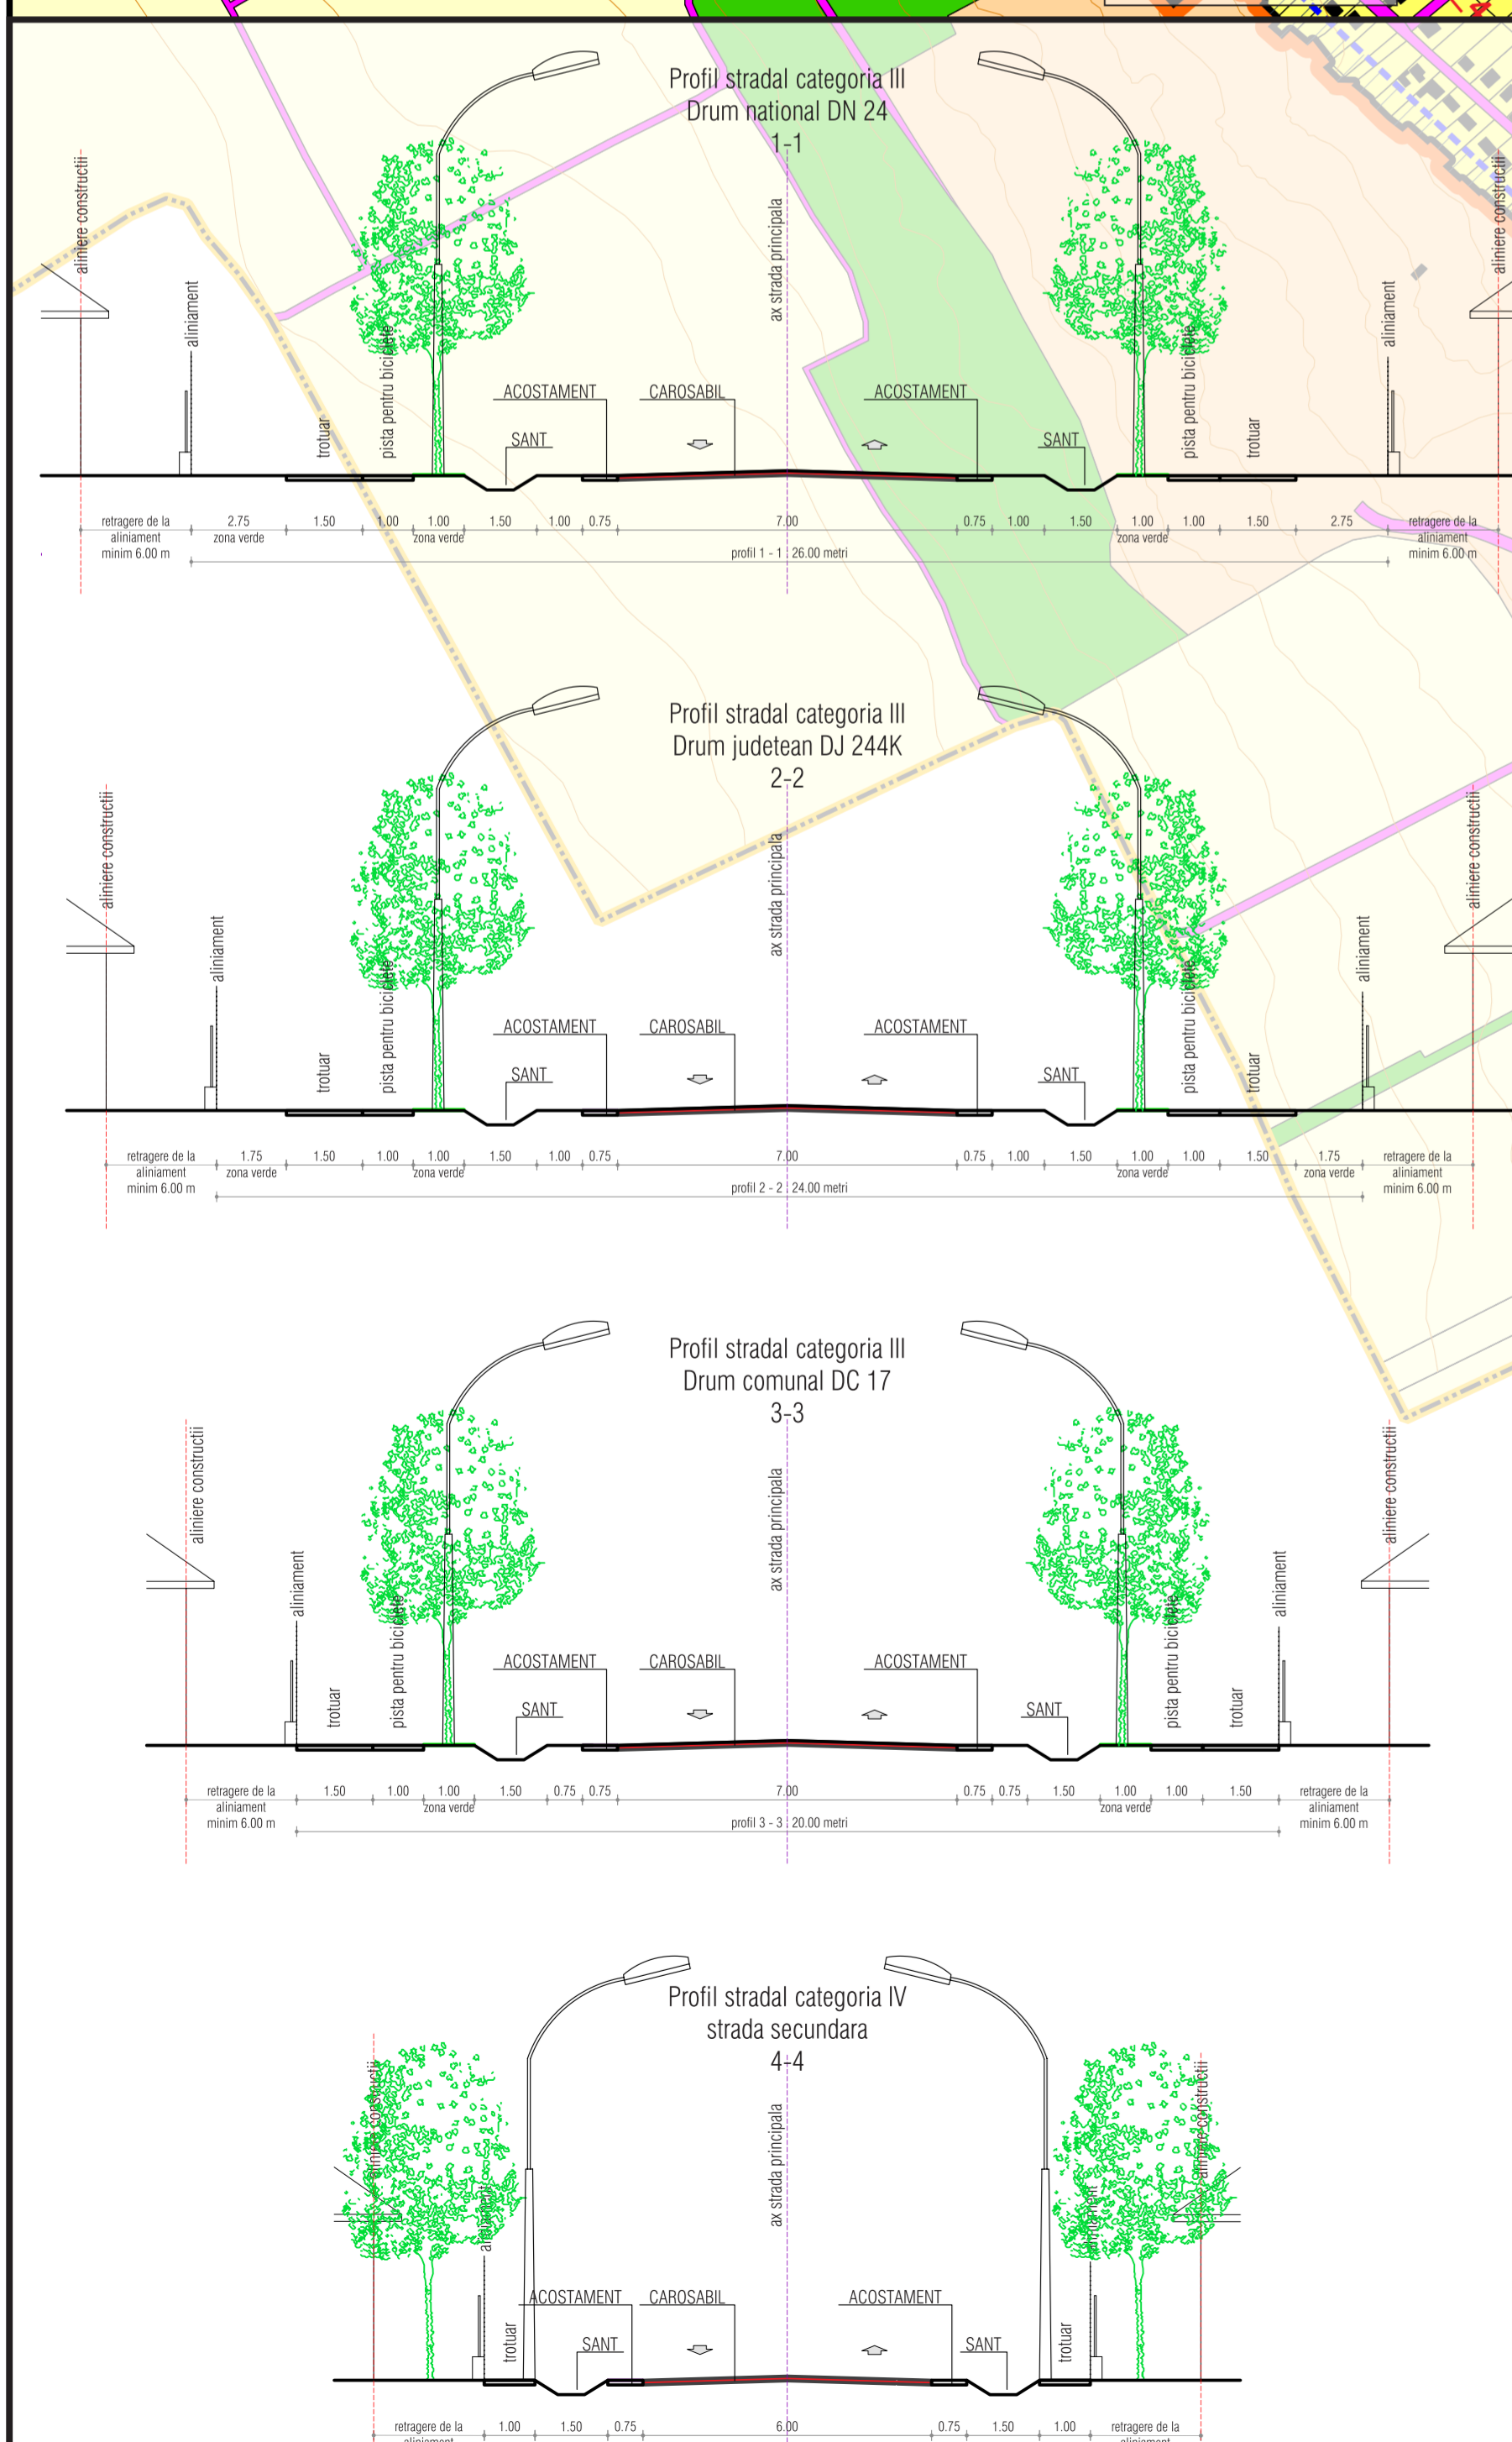 Profil stradal categoria III
Drum national DN 24
1-1
aliniere constructii
aliniament
trotuar
pista pentru biciclete
ax strada principala
pista pentru biciclete
trotuar
aliniament
aliniere constructii
ACOSTAMENT CAROSABIL ACOSTAMENT
SANT SANT
retragere de la 2.75 1.50 1.00 1.00 1.50 1.00 0.75 7.00 0.75 1.00 1.50 1.00 1.00 1.50 2.75 retragere de la
aliniament zona verde zona verde zona verde aliniament
minim 6.00 m profil 1 - 1 : 26.00 metri minim 6.00 m
Profil stradal categoria III
Drum judetean DJ 244K
2-2
aliniere constructii
aliniament
trotuar
pista pentru biciclete
ax strada principala
pista pentru biciclete
trotuar
aliniament
aliniere constructii
ACOSTAMENT CAROSABIL ACOSTAMENT
SANT SANT
retragere de la 1.75 1.50 1.00 1.00 1.50 1.00 0.75 7.00 0.75 1.00 1.50 1.00 1.00 1.50 1.75 retragere de la
aliniament zona verde zona verde zona verde zona verde aliniament
minim 6.00 m profil 2 - 2 : 24.00 metri minim 6.00 m
Profil stradal categoria III
Drum comunal DC 17
3-3
aliniere constructii
aliniament
trotuar
pista pentru biciclete
ax strada principala
pista pentru biciclete
trotuar
aliniament
aliniere constructii
ACOSTAMENT CAROSABIL ACOSTAMENT
SANT SANT
retragere de la 1.50 1.00 1.00 1.50 0.75 0.75 7.00 0.75 0.75 1.50 1.00 1.00 1.50 retragere de la
aliniament zona verde zona verde aliniament
minim 6.00 m profil 3 - 3 : 20.00 metri minim 6.00 m
Profil stradal categoria IV
strada secundara
4-4
aliniere constructii
aliniament
trotuar
ax strada principala
trotuar
aliniament
aliniere constructii
ACOSTAMENT CAROSABIL ACOSTAMENT
SANT SANT
retragere de la 1.00 1.50 0.75 6.00 0.75 1.50 1.00 retragere de la
aliniament aliniament